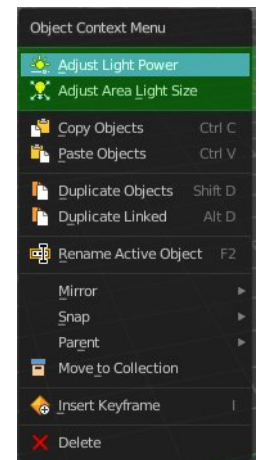 Object Context Menu
Adjust Light Power
Adjust Area Light Size
Copy Objects Ctrl C
Paste Objects Ctrl V
Duplicate Objects Shift D
Duplicate Linked Alt D
Rename Active Object F2
Mirror
Snap
Parent
Move to Collection
Insert Keyframe I
Delete